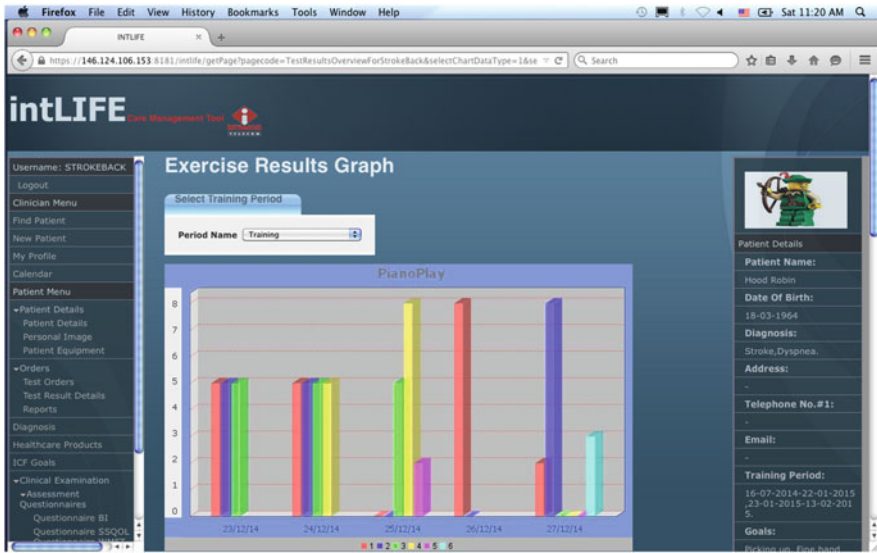 Firefox File Edit View History Bookmarks Tools Window Help Sat 11:20 AM
INTLIFE
https://146.124.106.153:8181/intlife/getPage?pagecode=TestResultsOverviewForStrokeBack&selectChartDataType=1&se Search
intLIFE Care Management Tool
INTRACOM
TELECOM
Username: STROKEBACK
Logout
Clinician Menu
Find Patient
New Patient
My Profile
Calendar
Patient Menu
Patient Details
Patient Details
Personal Image
Patient Equipment
Orders
Test Orders
Test Result Details
Reports
Diagnosis
Healthcare Products
ICF Goals
Clinical Examination
Assessment
Questionnaires
Questionnaire BI
Questionnaire SSQOL
Exercise Results Graph
Select Training Period
Period Name Training
PianoPlay
8
7
6
5
4
3
2
1
0
23/12/14 24/12/14 25/12/14 26/12/14 27/12/14
1 2 3 4 5 6
Patient Details
Patient Name:
Hood Robin
Date Of Birth:
18-03-1964
Diagnosis:
Stroke,Dyspnea.
Address:
-
Telephone No.#1:
-
Email:
-
Training Period:
16-07-2014-22-01-2015
,23-01-2015-13-02-201
5.
Goals:
Picking up, Fine hand